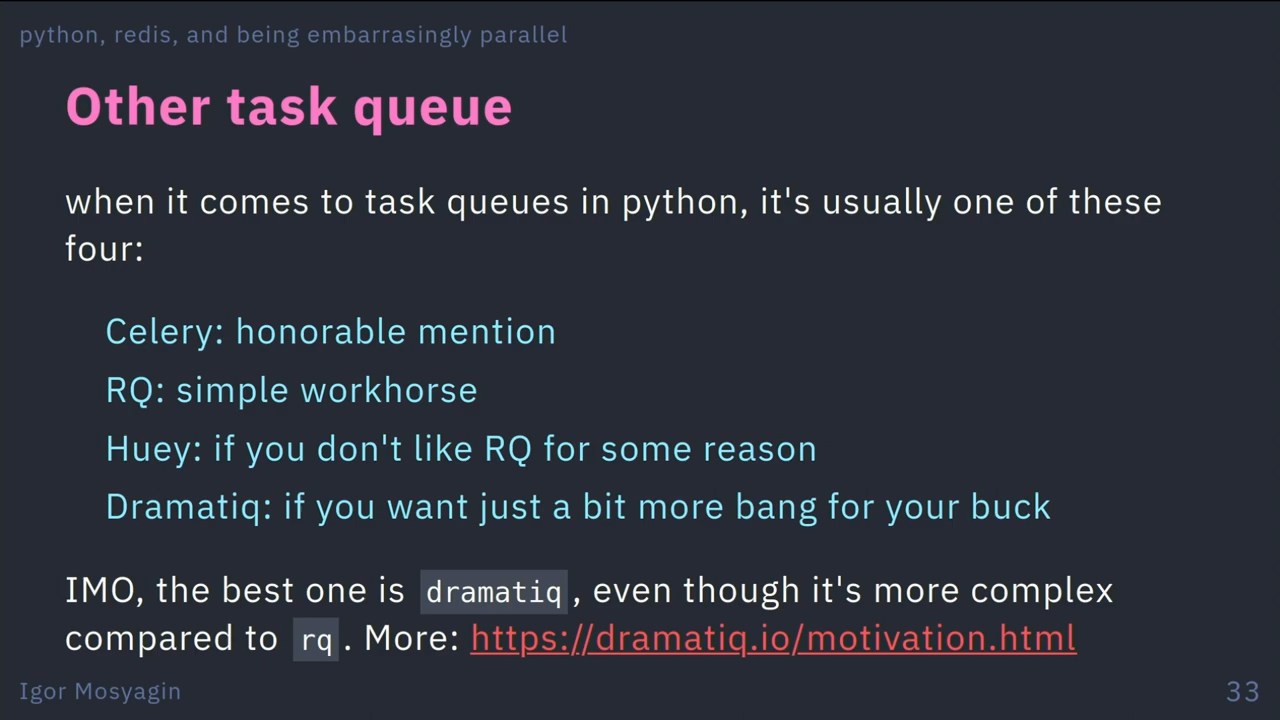 python, redis, and being embarrasingly parallel
Other task queue
when it comes to task queues in python, it's usually one of these
four:
Celery: honorable mention
RQ: simple workhorse
Huey: if you don't like RQ for some reason
Dramatiq: if you want just a bit more bang for your buck
IMO, the best one is dramatiq, even though it's more complex
compared to rq. More: https://dramatiq.io/motivation.html
Igor Mosyagin
33